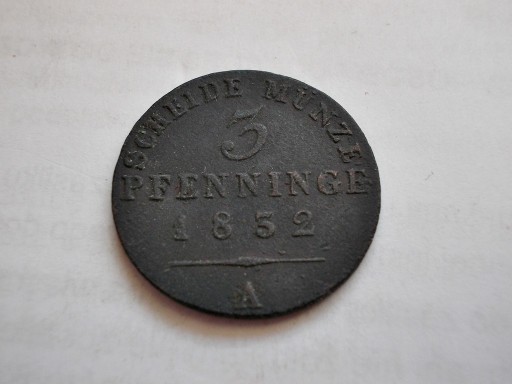 SCHEIDE MÜNZE
3
PFENNINGE
1832
A